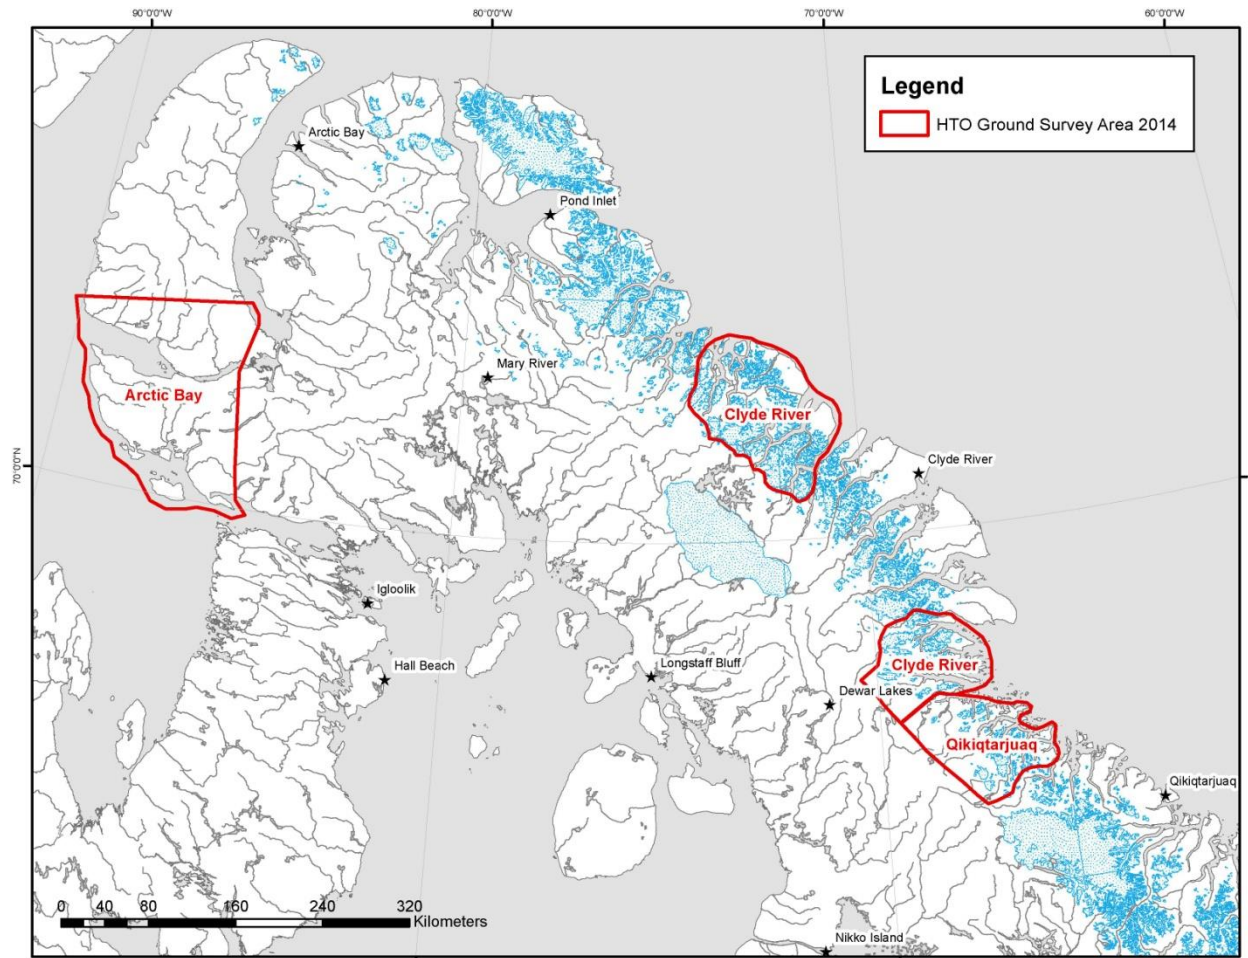 90°0'0"W
80°0'0"W
70°0'0"W
60°0'0"W
Legend
HTO Ground Survey Area 2014
Arctic Bay
Pond Inlet
Mary River
Arctic Bay
Clyde River
Clyde River
70°0'0"N
Igloolik
Hall Beach
Longstaff Bluff
Clyde River
Dewar Lakes
Qikiqtarjuaq
Qikiqtarjuaq
0 40 80 160 240 320
Kilometers
Nikko Island